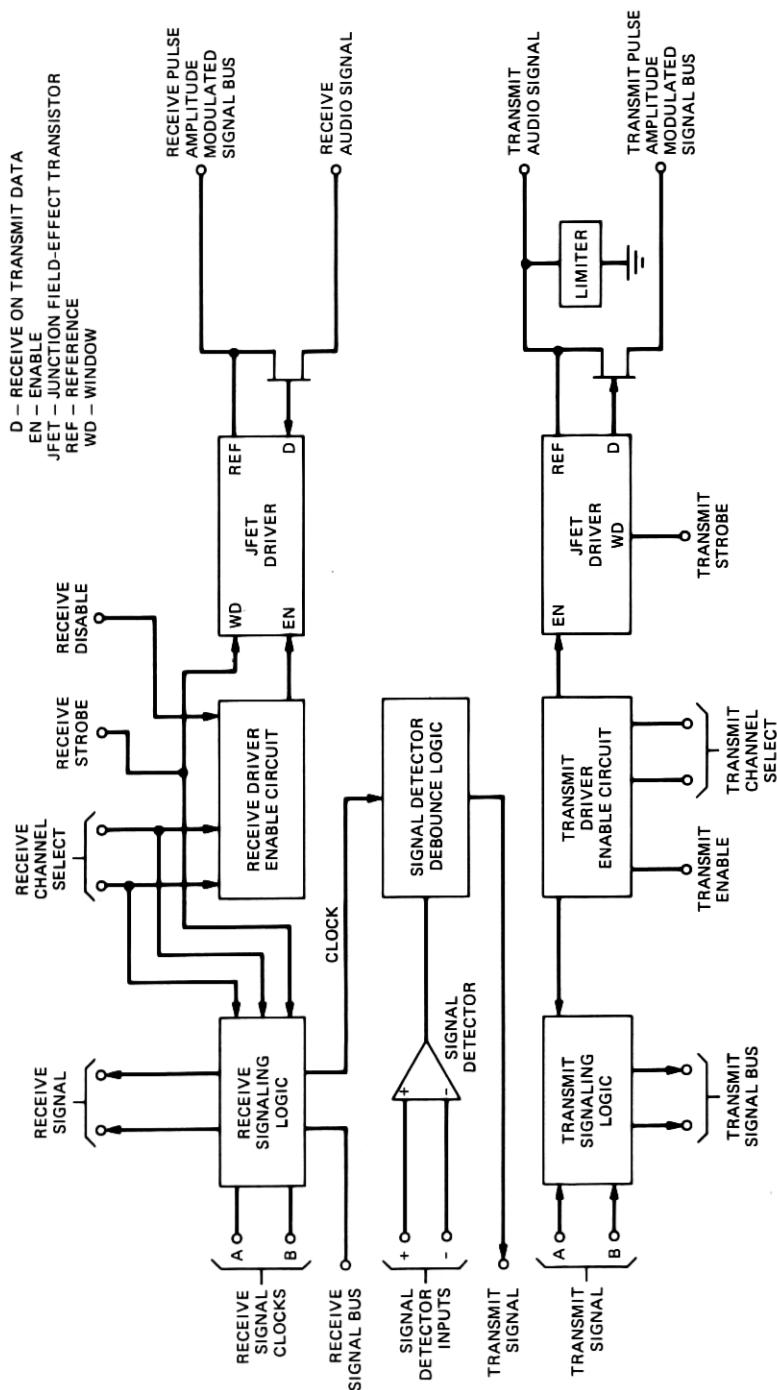 D – RECEIVE ON TRANSMIT DATA
EN – ENABLE
JFET – JUNCTION FIELD-EFFECT TRANSISTOR
REF – REFERENCE
WD – WINDOW
RECEIVE
SIGNAL
RECEIVE
CHANNEL
SELECT
RECEIVE
STROBE
RECEIVE
DISABLE
RECEIVE PULSE
AMPLITUDE
MODULATED
SIGNAL BUS
RECEIVE
SIGNAL
CLOCKS
A
B
RECEIVE
SIGNALING
LOGIC
RECEIVE DRIVER
ENABLE CIRCUIT
WD
EN
JFET
DRIVER
REF
D
RECEIVE
AUDIO SIGNAL
RECEIVE
SIGNAL BUS
CLOCK
SIGNAL
DETECTOR
INPUTS
+
-
+
-
SIGNAL
DETECTOR
SIGNAL DETECTOR
DEBOUNCE LOGIC
TRANSMIT
SIGNAL
TRANSMIT
AUDIO SIGNAL
LIMITER
TRANSMIT
SIGNAL
A
B
TRANSMIT
SIGNALING
LOGIC
TRANSMIT
DRIVER
ENABLE CIRCUIT
EN
JFET
DRIVER
WD
REF
D
TRANSMIT PULSE
AMPLITUDE
MODULATED
SIGNAL BUS
TRANSMIT
SIGNAL BUS
TRANSMIT
ENABLE
TRANSMIT
CHANNEL
SELECT
TRANSMIT
STROBE